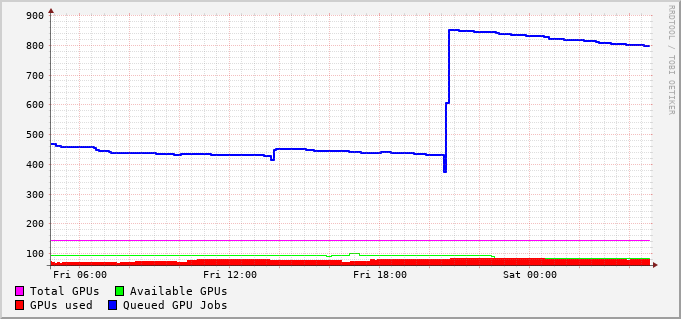 900
800
700
600
500
400
300
200
100
Fri 06:00 Fri 12:00 Fri 18:00 Sat 00:00
Total GPUs Available GPUs
GPUs used Queued GPU Jobs
RRDTOOL / TOBI OETIKER